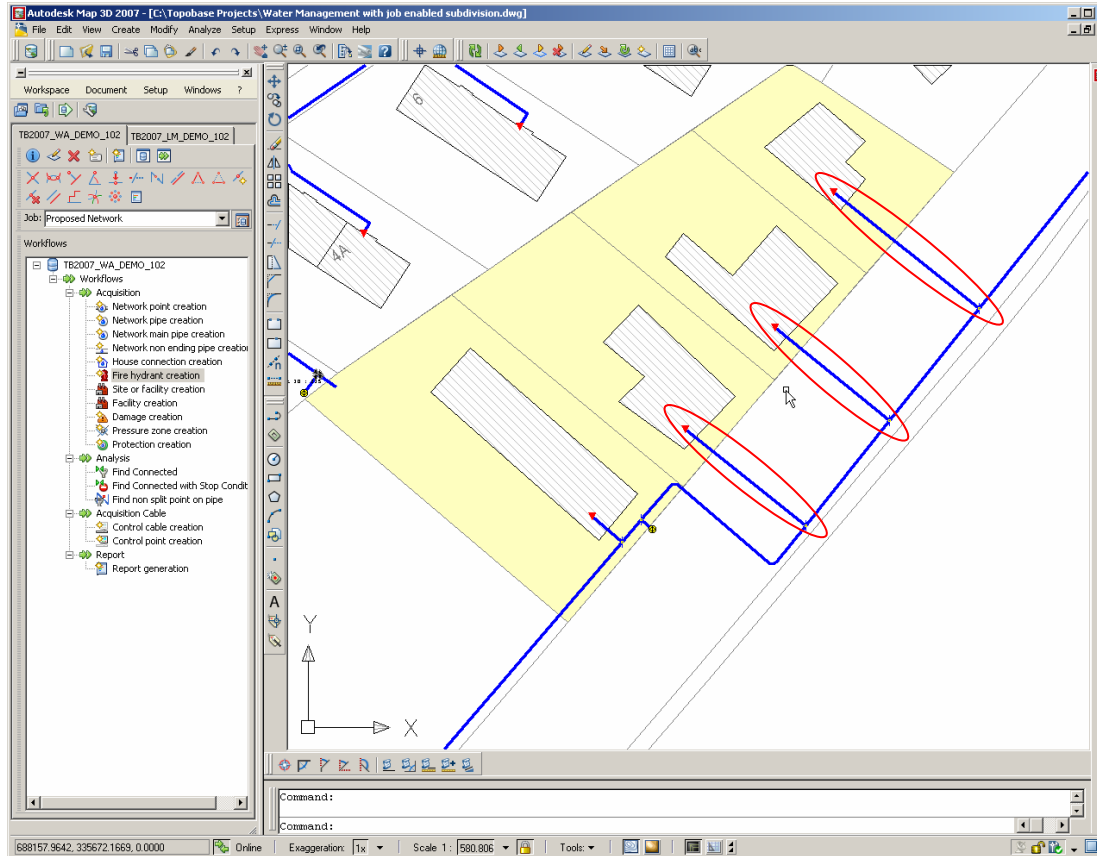 Autodesk Map 3D 2007 - [C:\Topobase Projects\Water Management with job enabled subdivision.dwg]
File Edit View Create Modify Analyze Setup Express Window Help
Workspace Document Setup Windows ?
TB2007_WA_DEMO_102 TB2007_LM_DEMO_102
Job: Proposed Network
Workflows
TB2007_WA_DEMO_102
Workflows
Acquisition
Network point creation
Network pipe creation
Network main pipe creation
Network non ending pipe creation
House connection creation
Fire hydrant creation
Site or facility creation
Facility creation
Damage creation
Pressure zone creation
Protection creation
Analysis
Find Connected
Find Connected with Stop Condit
Find non split point on pipe
Acquisition Cable
Control cable creation
Control point creation
Report
Report generation
6
4A
Y
X
Command:
Command:
688157.9642, 335672.1669, 0.0000 Online Exaggeration: 1x Scale 1: 580.806 Tools: